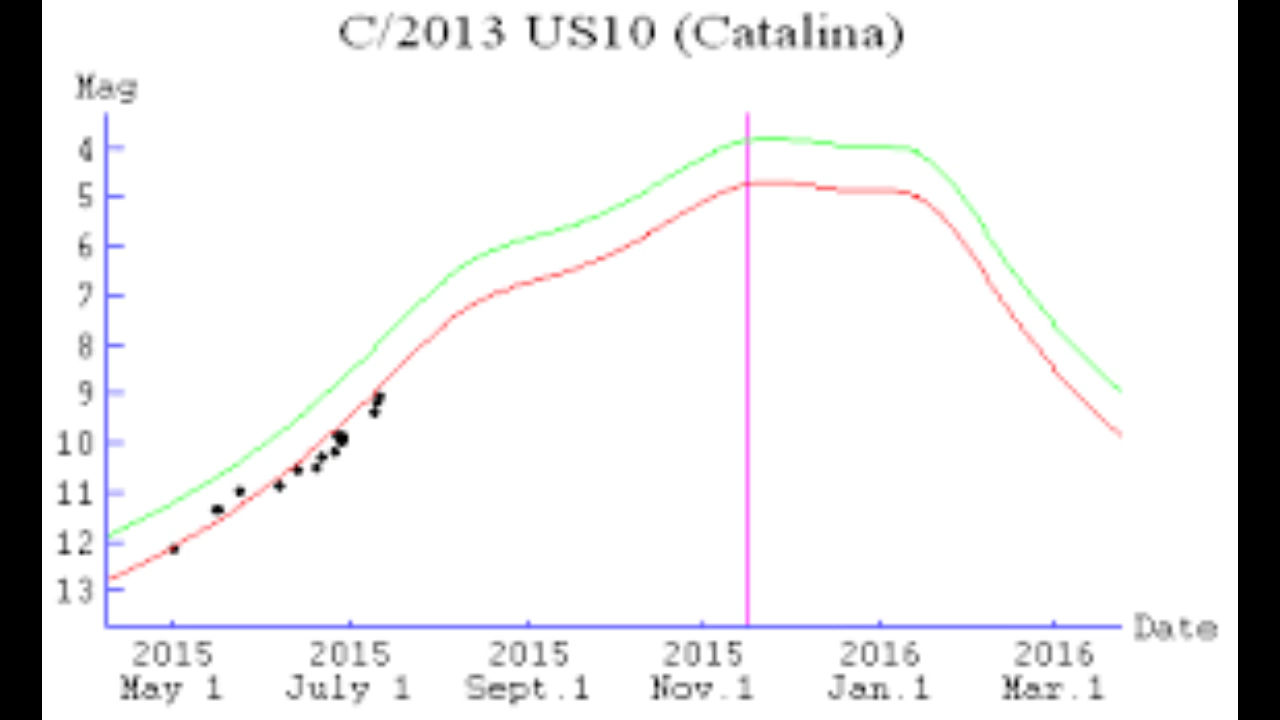 C/2013 US10 (Catalina)
Mag
4
5
6
7
8
9
10
11
12
13
Date
2015 2015 2015 2015 2016 2016
May 1 July 1 Sept.1 Nov.1 Jan.1 Mar.1